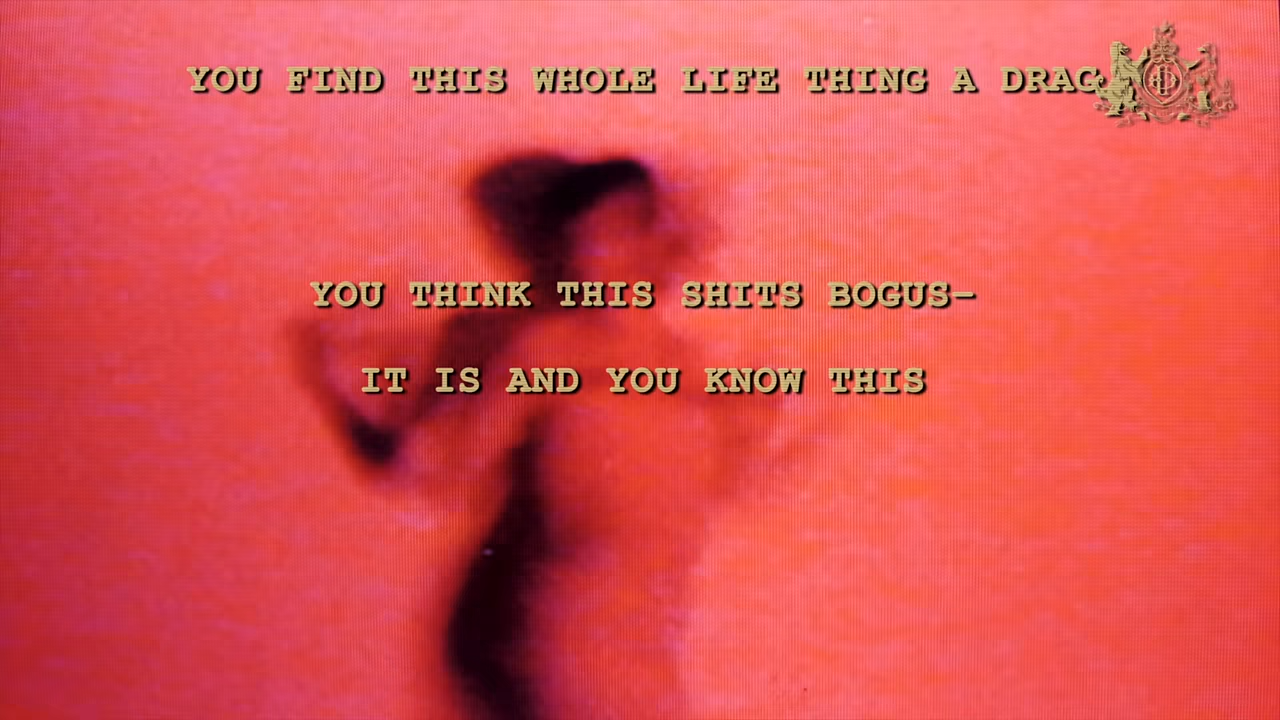 YOU FIND THIS WHOLE LIFE THING A DRAG
YOU THINK THIS SHITS BOGUS—
IT IS AND YOU KNOW THIS